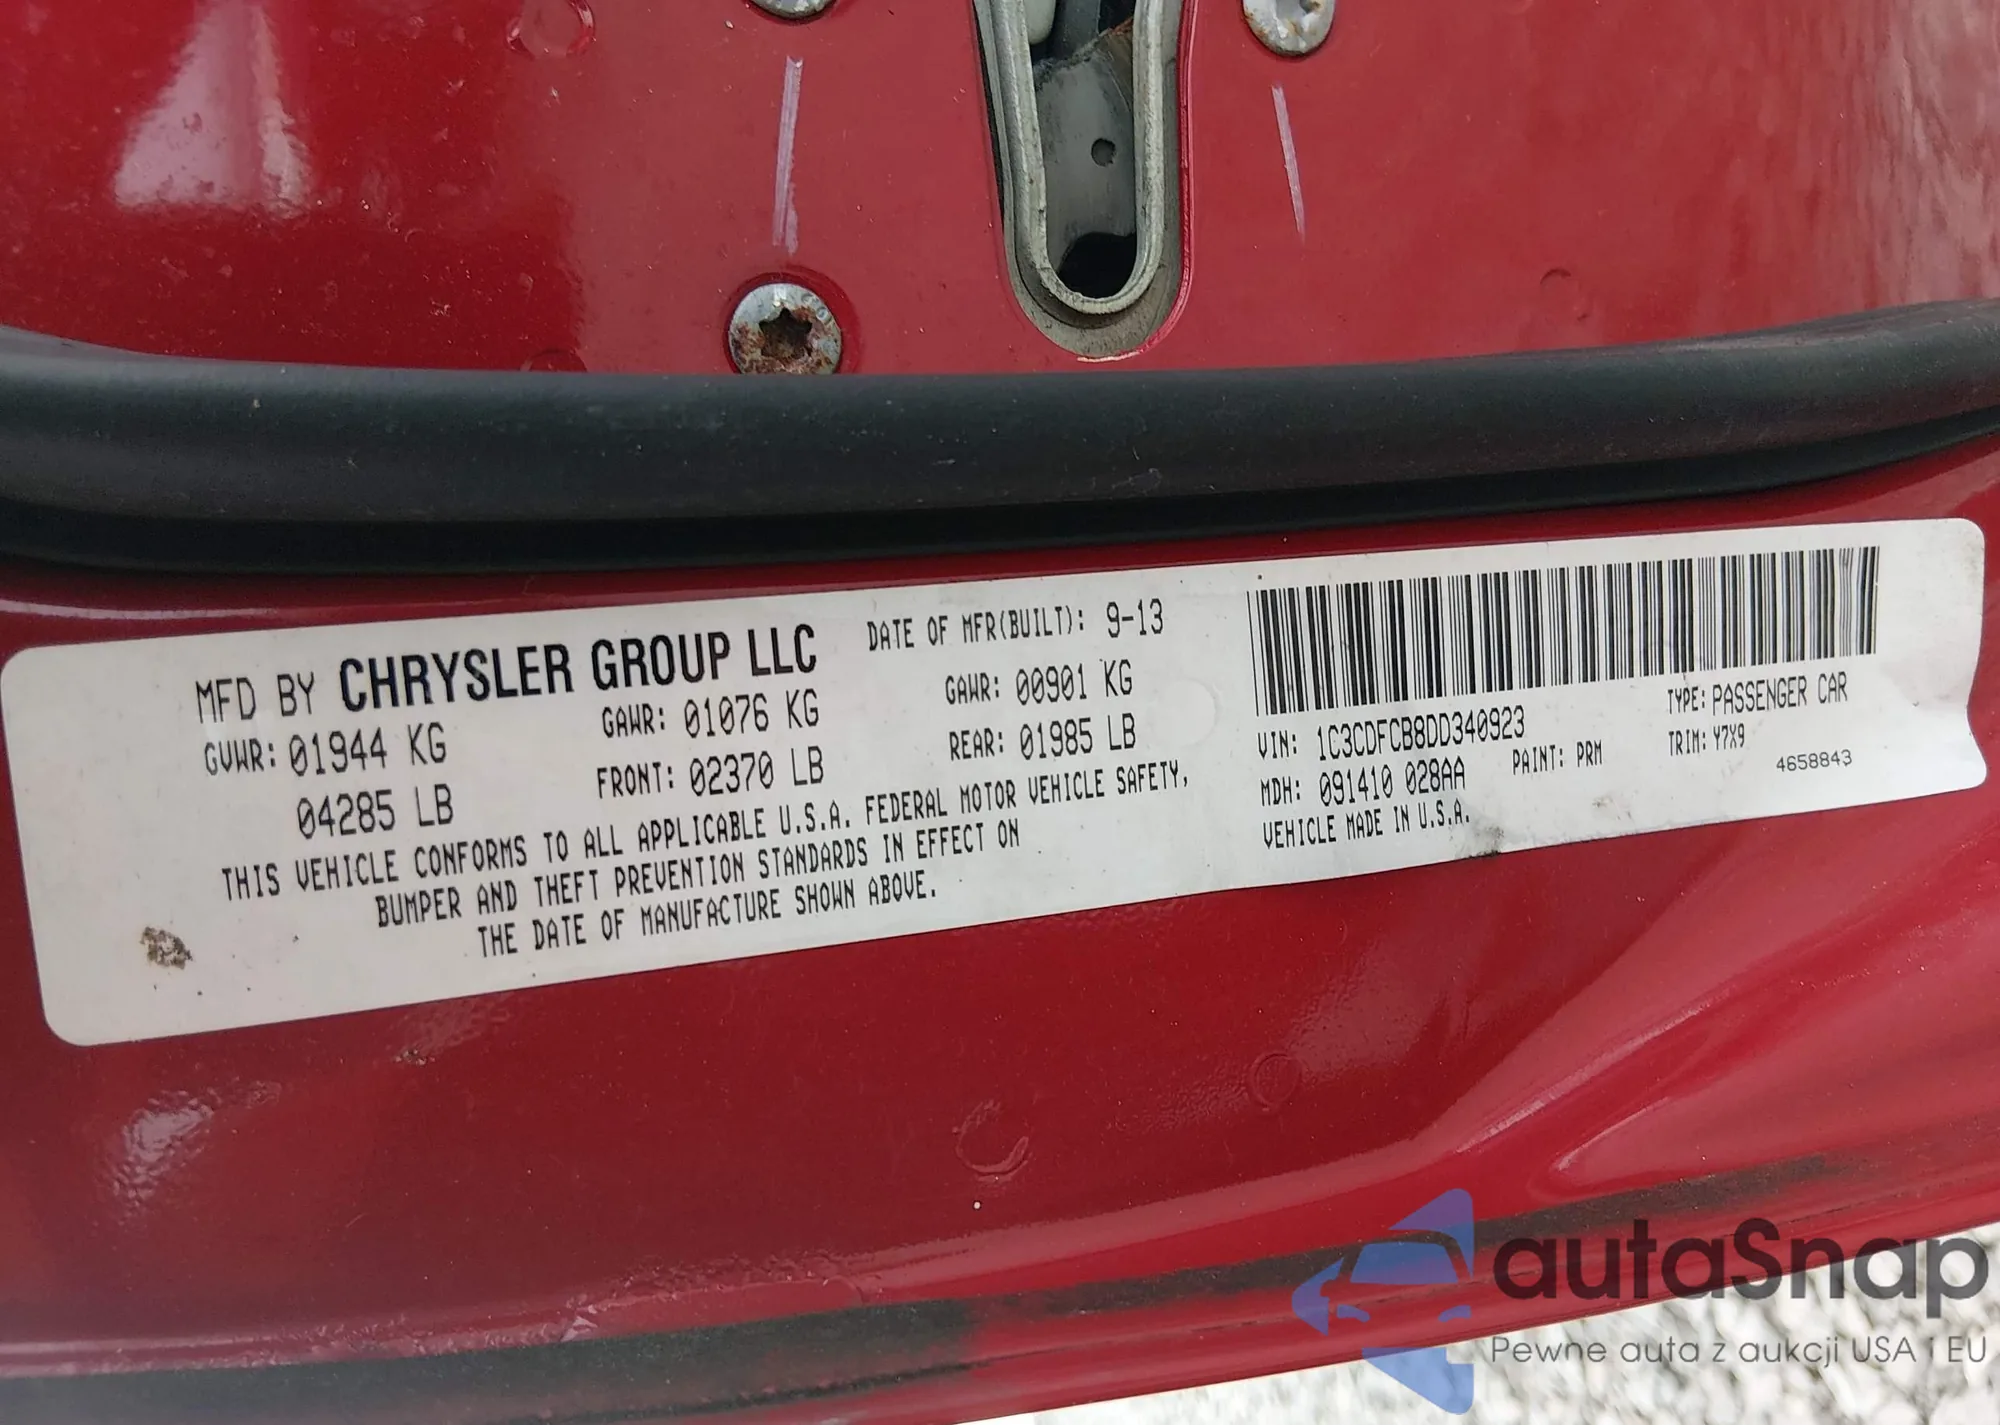 MFD BY CHRYSLER GROUP LLC DATE OF MFR(BUILT): 9-13
GVWR: 01944 KG GAWR: 01076 KG GAWR: 00901 KG
04285 LB FRONT: 02370 LB REAR: 01985 LB
THIS VEHICLE CONFORMS TO ALL APPLICABLE U.S.A. FEDERAL MOTOR VEHICLE SAFETY,
BUMPER AND THEFT PREVENTION STANDARDS IN EFFECT ON
THE DATE OF MANUFACTURE SHOWN ABOVE.
VIN: 1C3CDFCB8DD340923 TYPE: PASSENGER CAR
MDH: 091410 028AA PAINT: PRM TRIM: Y7X9
VEHICLE MADE IN U.S.A. 4658843
autaSnap
Pewne auta z aukcji USA i EU